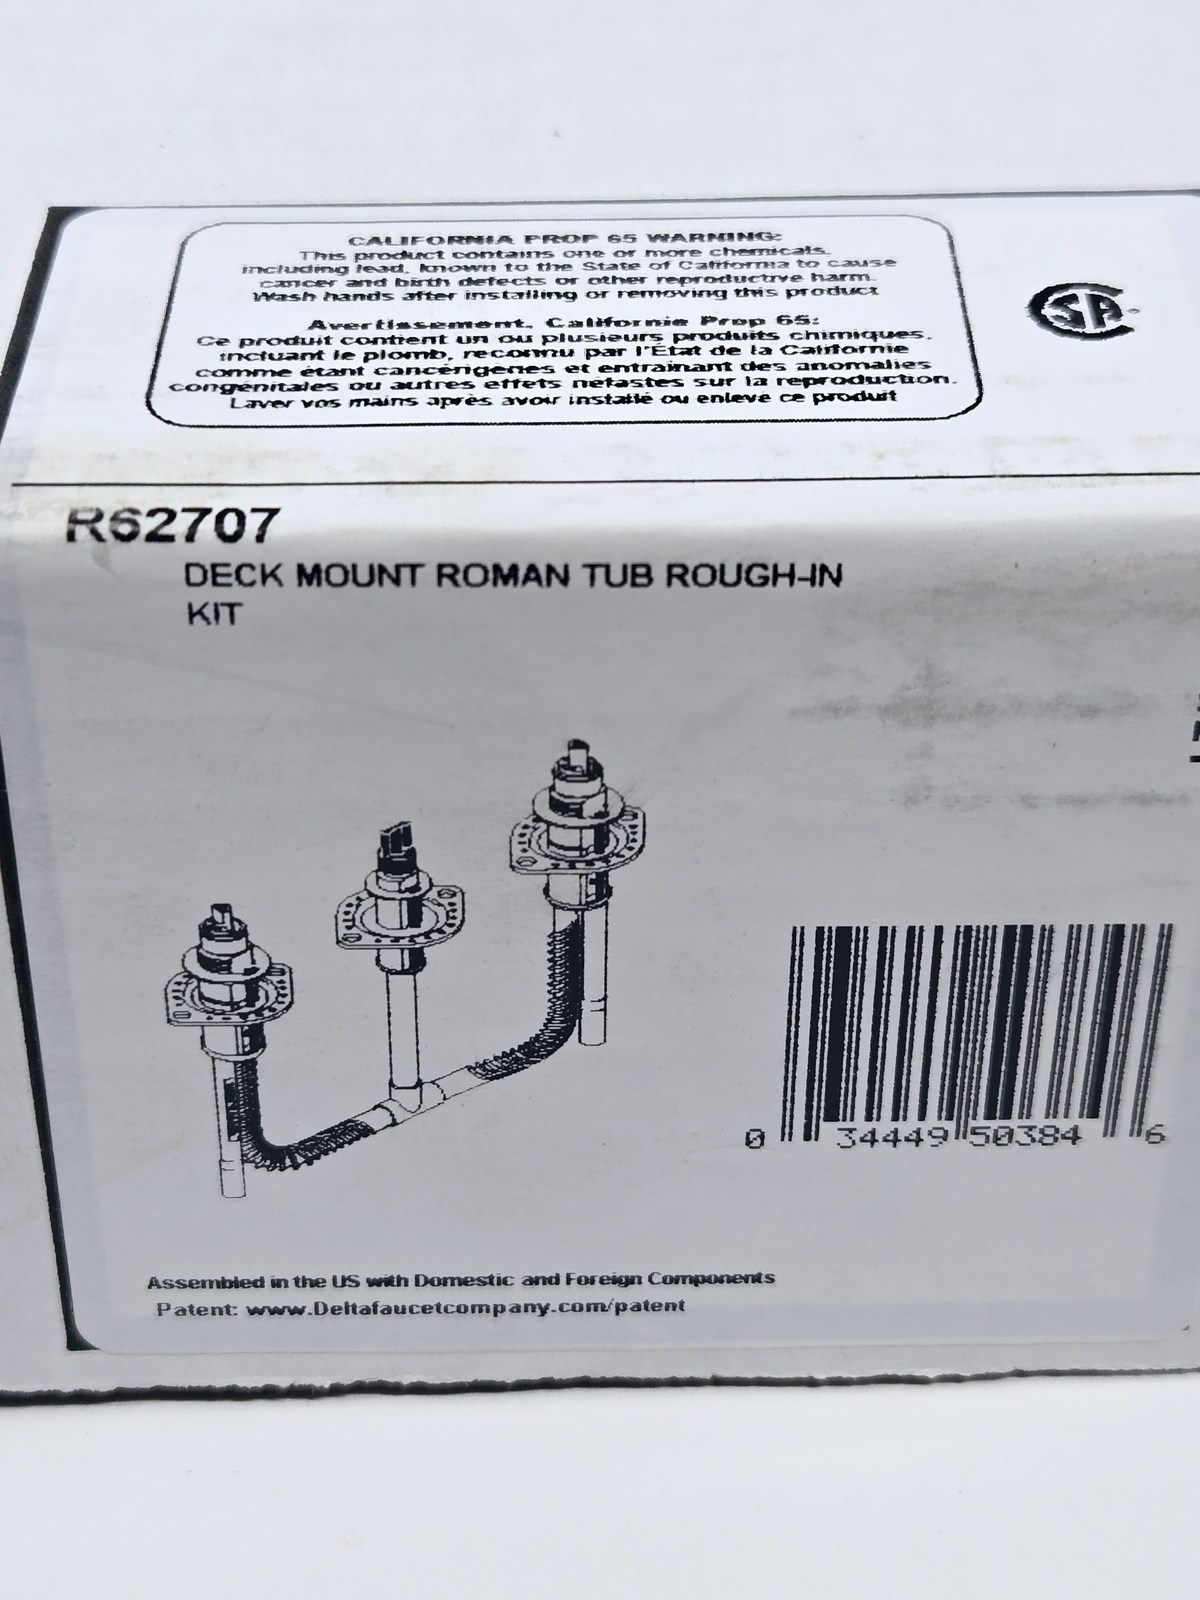 CALIFORNIA PROP 65 WARNING:
This product contains one or more chemicals,
including lead, known to the State of California to cause
cancer and birth defects or other reproductive harm.
Wash hands after installing or removing this product
Avertissement, Californie Prop 65:
Ce produit contient un ou plusieurs produits chimiques,
incluant le plomb, reconnu par l'État de la Californie
comme étant cancérigènes et entraînant des anomalies
congénitales ou autres effets néfastes sur la reproduction.
Laver vos mains après avoir installé ou enlevé ce produit
SA
R62707
DECK MOUNT ROMAN TUB ROUGH-IN
KIT
0 34449 50384 6
Assembled in the US with Domestic and Foreign Components
Patent: www.Deltafaucetcompany.com/patent